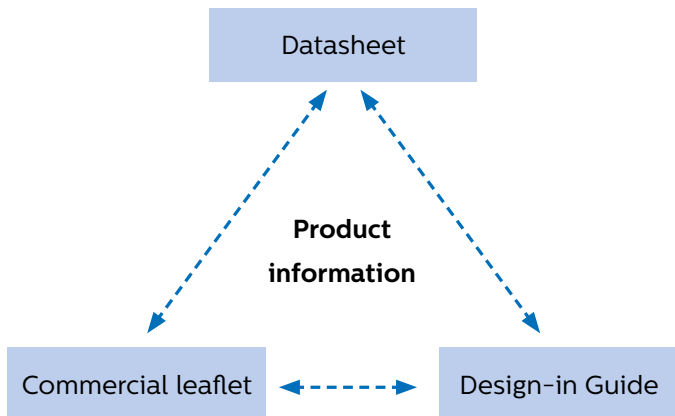 Datasheet
Product
information
Commercial leaflet
Design-in Guide